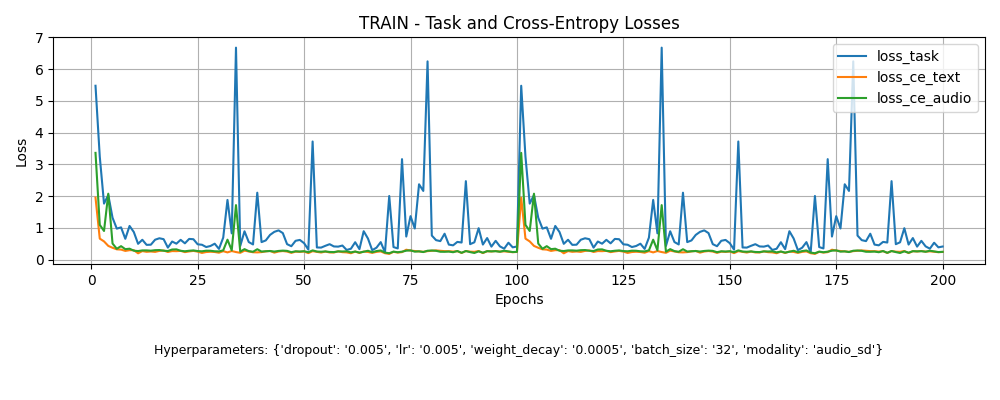 TRAIN - Task and Cross-Entropy Losses
7
6
5
4
3
2
1
0
Loss
loss_task
loss_ce_text
loss_ce_audio
0 25 50 75 100 125 150 175 200
Epochs
Hyperparameters: {'dropout': '0.005', 'lr': '0.005', 'weight_decay': '0.0005', 'batch_size': '32', 'modality': 'audio_sd'}